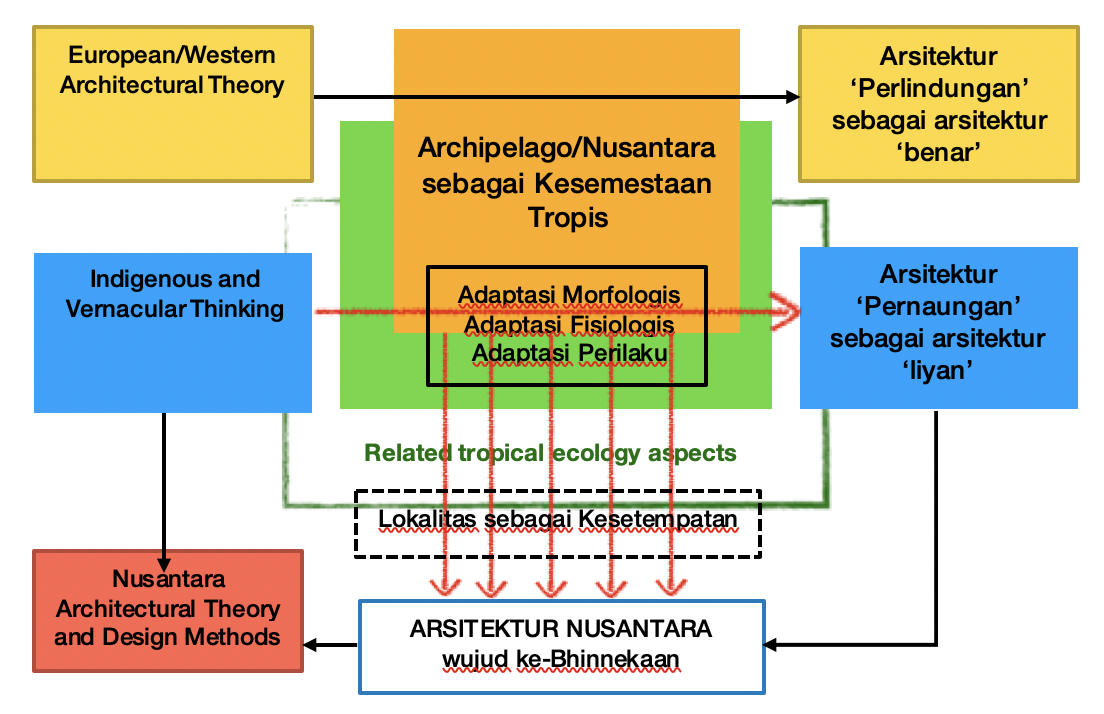 European/Western
Architectural Theory
Arsitektur
‘Perlindungan’
sebagai arsitektur
‘benar’
Archipelago/Nusantara
sebagai Kesemestaan
Tropis
Indigenous and
Vernacular Thinking
Adaptasi Morfologis
Adaptasi Fisiologis
Adaptasi Perilaku
Arsitektur
‘Pernaungan’
sebagai arsitektur
‘liyan’
Related tropical ecology aspects
Lokalitas sebagai Kesetempatan
Nusantara
Architectural Theory
and Design Methods
ARSITEKTUR NUSANTARA
wujud ke-Bhinnekaan